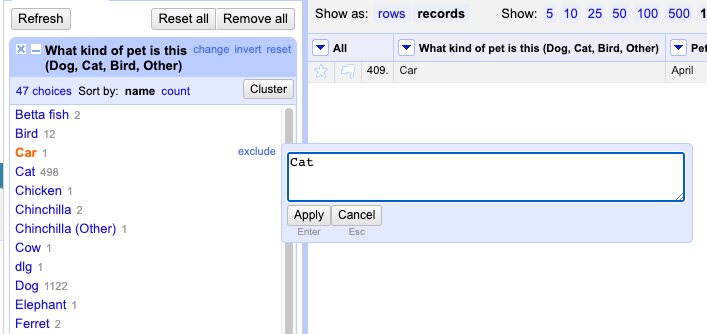 Refresh Reset all Remove all
What kind of pet is this (Dog, Cat, Bird, Other) change invert reset
47 choices Sort by: name count Cluster
Betta fish 2
Bird 12
Car 1 exclude
Cat 498
Chicken 1
Chinchilla 2
Chinchilla (Other) 1
Cow 1
dlg 1
Dog 1122
Elephant 1
Ferret 2
Show as: rows records Show: 5 10 25 50 100 500 1
All What kind of pet is this (Dog, Cat, Bird, Other) Pet
409. Car April
Cat
Apply Cancel
Enter Esc